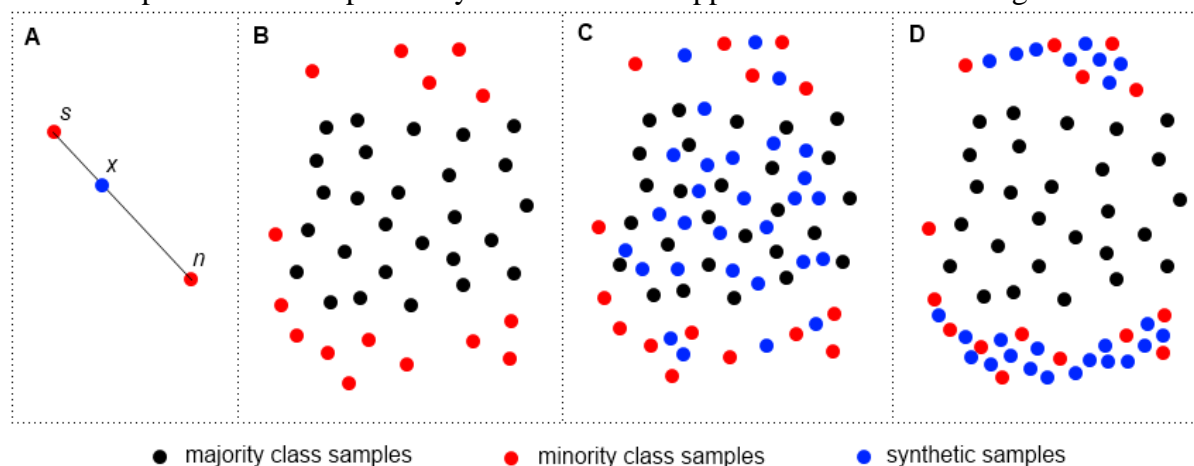 A
B
C
D
s
x
n
majority class samples
minority class samples
synthetic samples